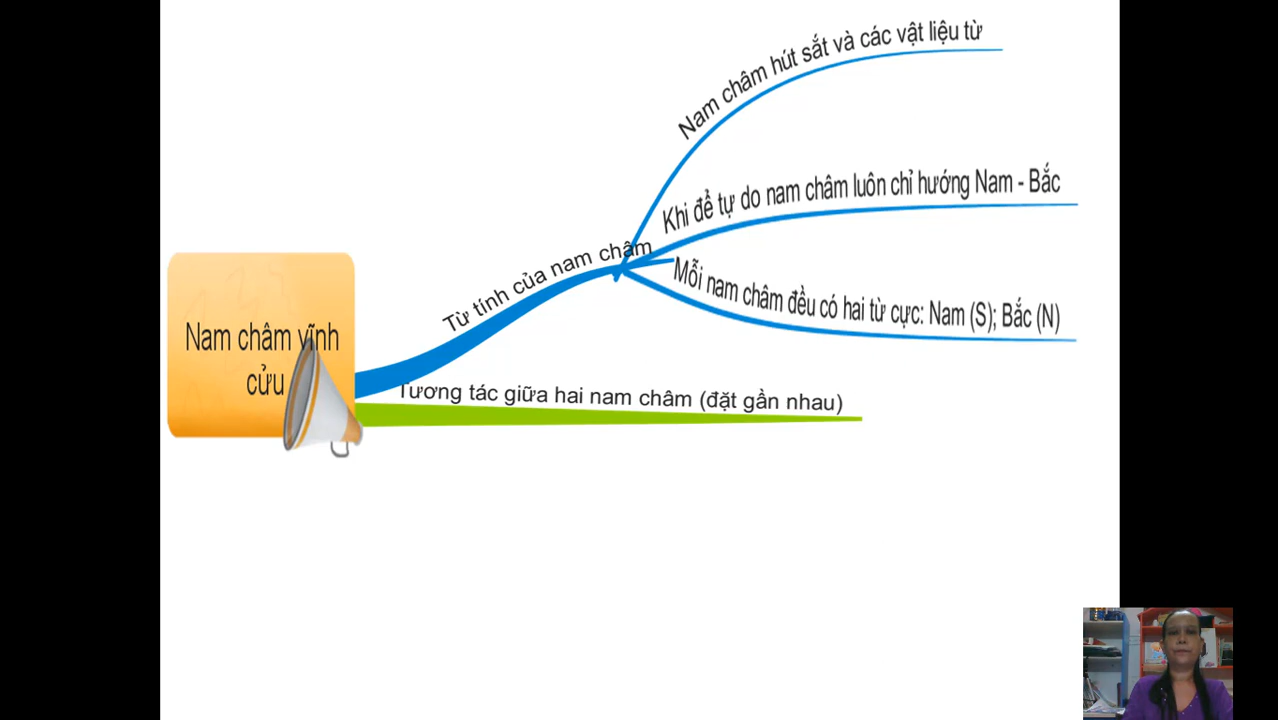 Nam châm hút sắt và các vật liệu từ
Khi để tự do nam châm luôn chỉ hướng Nam - Bắc
Từ tính của nam châm
Mỗi nam châm đều có hai từ cực: Nam (S); Bắc (N)
Nam châm vĩnh
cửu
Tương tác giữa hai nam châm (đặt gần nhau)